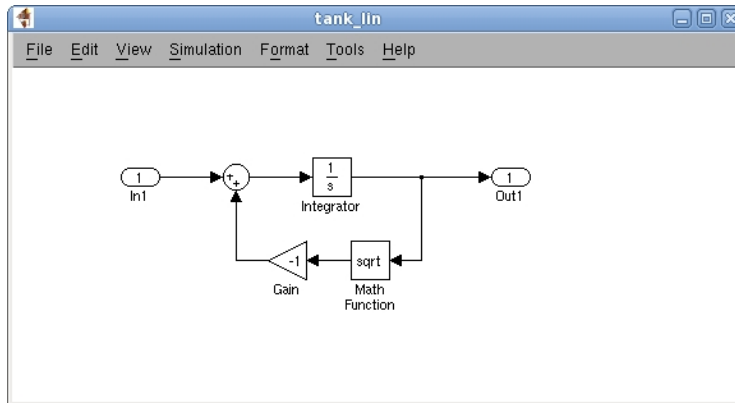 tank_lin
File Edit View Simulation Format Tools Help
1
In1
+
+
1
s
Integrator
1
Out1
-1
Gain
sqrt
Math
Function